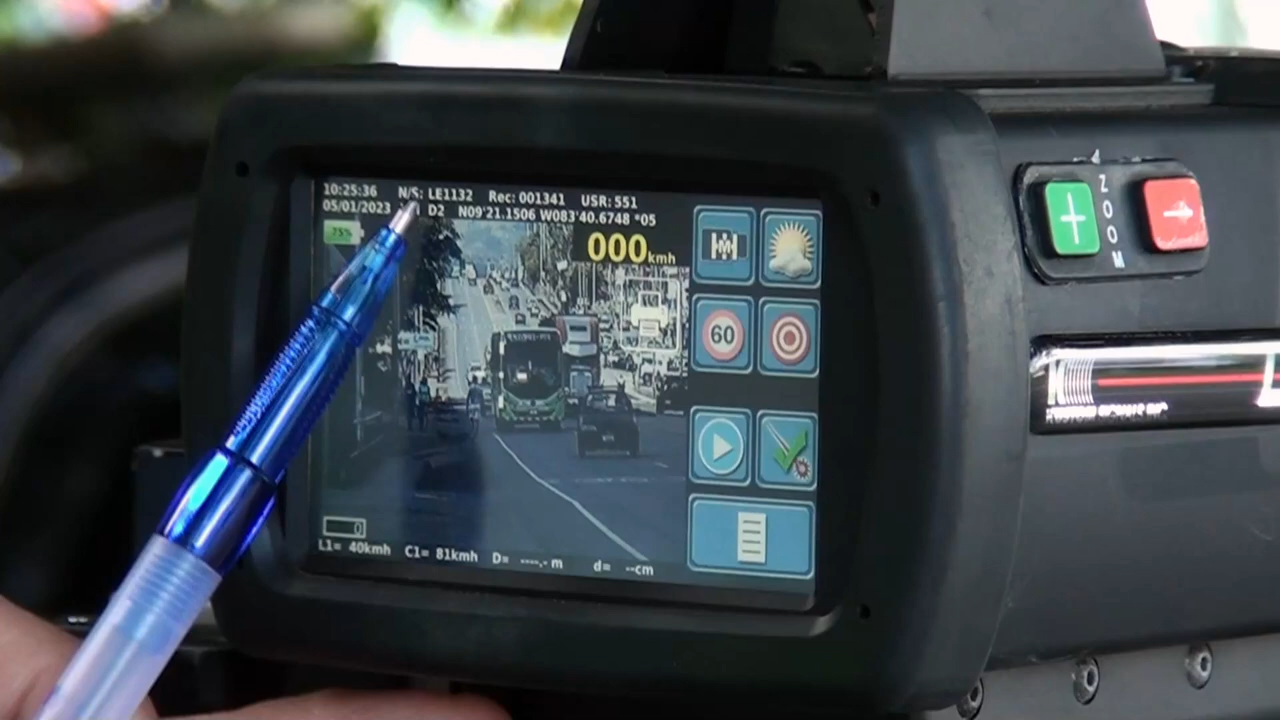 10:25:36 N/S: LE1132 Rec: 001341 USR: 551
05/01/2023 D2 N09'21.1506 W083'40.6748 *05
75%
000kmh
60
0
L1= 40kmh C1= 81kmh D= ----.- m d= --cm
ZOOM